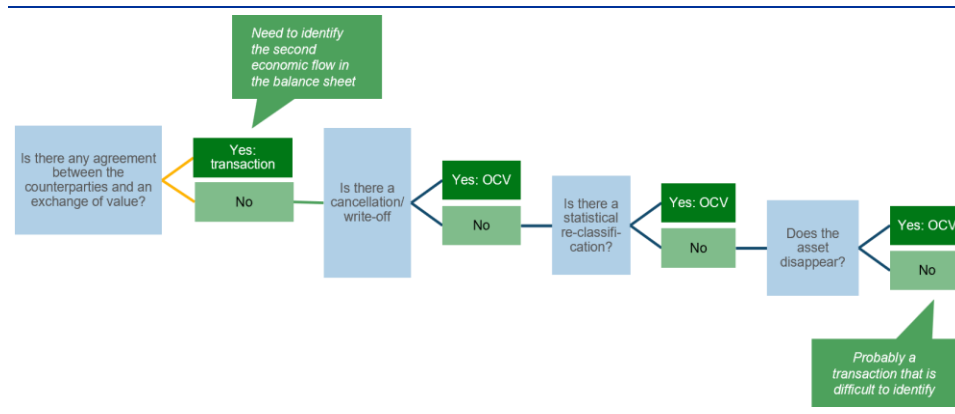 Need to identify
the second
economic flow in
the balance sheet
Is there any agreement
between the
counterparties and an
exchange of value?
Yes:
transaction
No
Is there a
cancellation/
write-off
Yes: OCV
No
Is there a
statistical
re-classifi-
cation?
Yes: OCV
No
Does the
asset
disappear?
Yes: OCV
No
Probably a
transaction that is
difficult to identify